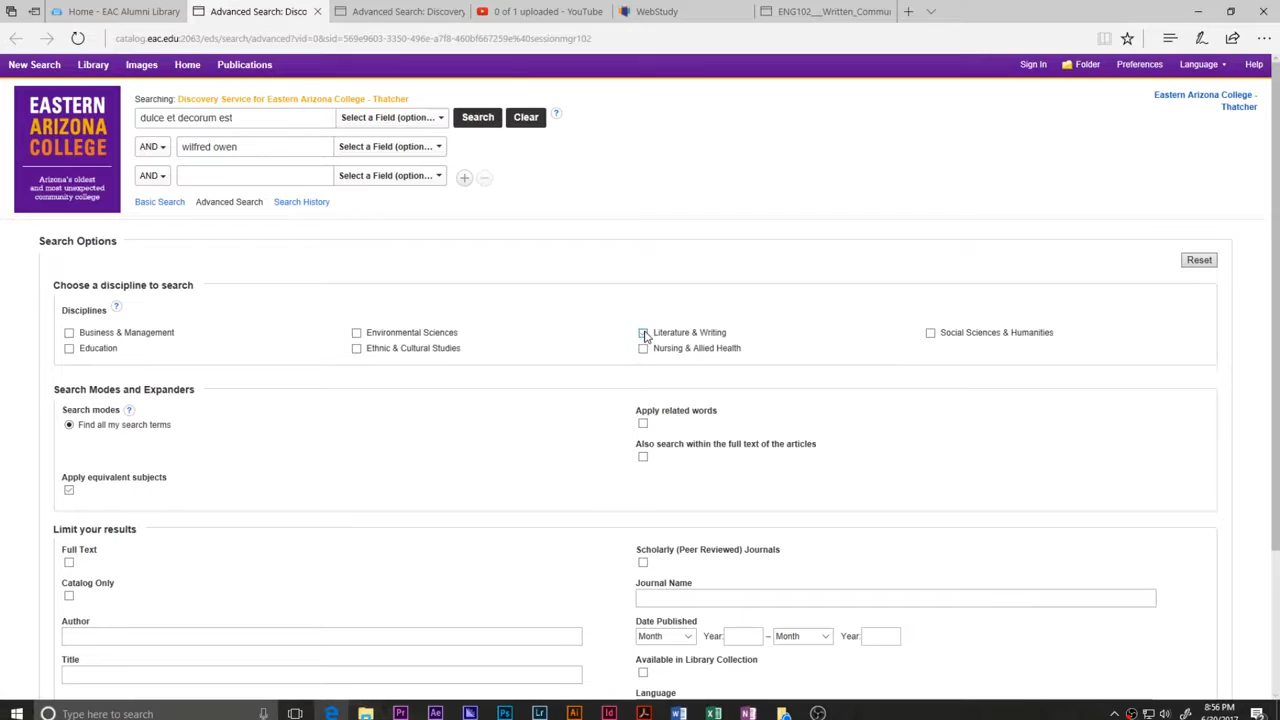 Home - EAC Alumni Library
Advanced Search: Disco
Advanced Search: Discovery
0 of 1 uploaded - YouTube
WebStudy
ENG102__Written_Commu
catalog.eac.edu:2063/eds/search/advanced?vid=0&sid=569e9603-3350-496e-a7f8-460bf667259e%40sessionmgr102
New Search Library Images Home Publications
Sign In Folder Preferences Language Help
EASTERN
ARIZONA
COLLEGE
Arizona's oldest
and most unexpected
community college
Searching: Discovery Service for Eastern Arizona College - Thatcher
Eastern Arizona College -
Thatcher
dulce et decorum est Select a Field (option... Search Clear ?
AND wilfred owen Select a Field (option...
AND Select a Field (option...
Basic Search Advanced Search Search History
Search Options
Reset
Choose a discipline to search
Disciplines ?
Business & Management Environmental Sciences Literature & Writing Social Sciences & Humanities
Education Ethnic & Cultural Studies Nursing & Allied Health
Search Modes and Expanders
Search modes ?
Find all my search terms
Apply equivalent subjects
Apply related words
Also search within the full text of the articles
Limit your results
Full Text
Scholarly (Peer Reviewed) Journals
Catalog Only
Journal Name
Author
Date Published
Month Year: – Month Year:
Title
Available in Library Collection
Language
Type here to search
8:56 PM